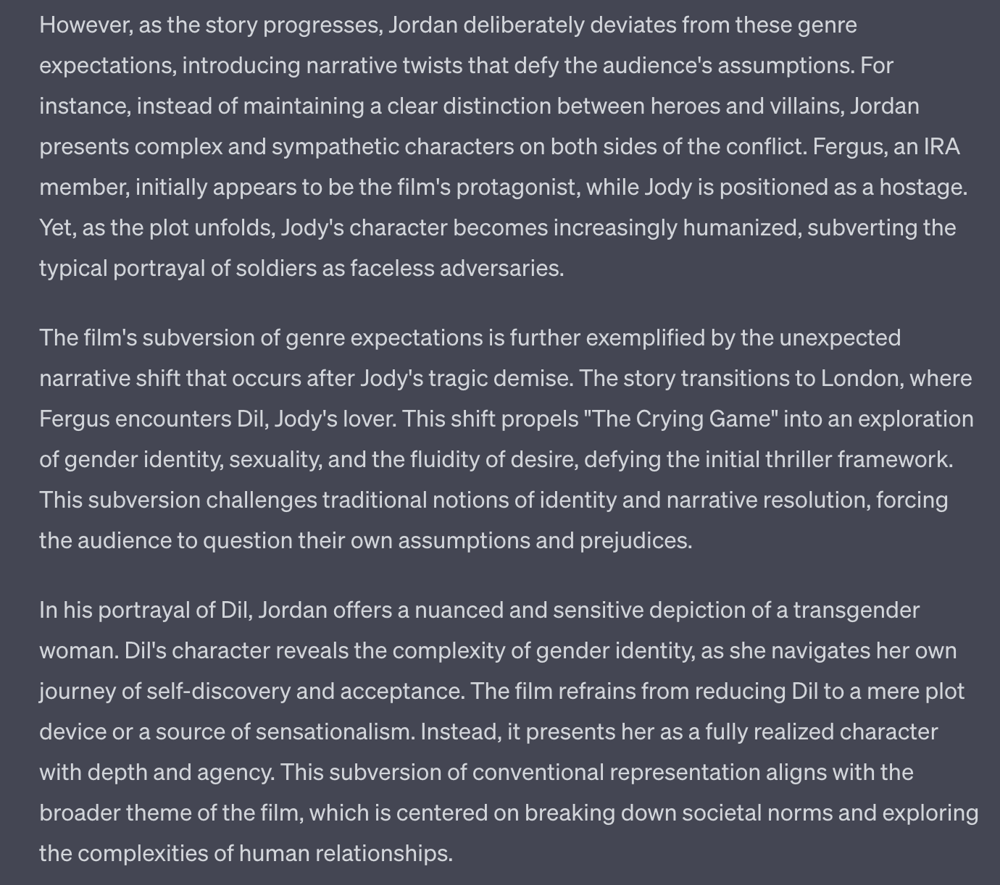 However, as the story progresses, Jordan deliberately deviates from these genre
expectations, introducing narrative twists that defy the audience's assumptions. For
instance, instead of maintaining a clear distinction between heroes and villains, Jordan
presents complex and sympathetic characters on both sides of the conflict. Fergus, an IRA
member, initially appears to be the film's protagonist, while Jody is positioned as a hostage.
Yet, as the plot unfolds, Jody's character becomes increasingly humanized, subverting the
typical portrayal of soldiers as faceless adversaries.
The film's subversion of genre expectations is further exemplified by the unexpected
narrative shift that occurs after Jody's tragic demise. The story transitions to London, where
Fergus encounters Dil, Jody's lover. This shift propels "The Crying Game" into an exploration
of gender identity, sexuality, and the fluidity of desire, defying the initial thriller framework.
This subversion challenges traditional notions of identity and narrative resolution, forcing
the audience to question their own assumptions and prejudices.
In his portrayal of Dil, Jordan offers a nuanced and sensitive depiction of a transgender
woman. Dil's character reveals the complexity of gender identity, as she navigates her own
journey of self-discovery and acceptance. The film refrains from reducing Dil to a mere plot
device or a source of sensationalism. Instead, it presents her as a fully realized character
with depth and agency. This subversion of conventional representation aligns with the
broader theme of the film, which is centered on breaking down societal norms and exploring
the complexities of human relationships.